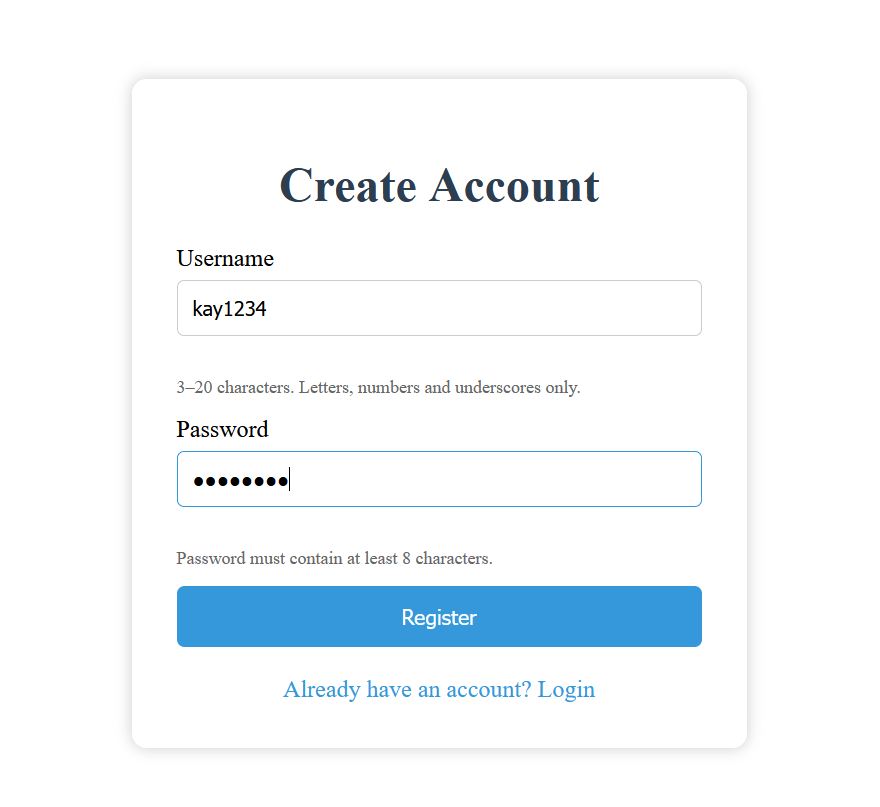 Create Account
Username
kay1234
3–20 characters. Letters, numbers and underscores only.
Password
●●●●●●●●
Password must contain at least 8 characters.
Register
Already have an account? Login